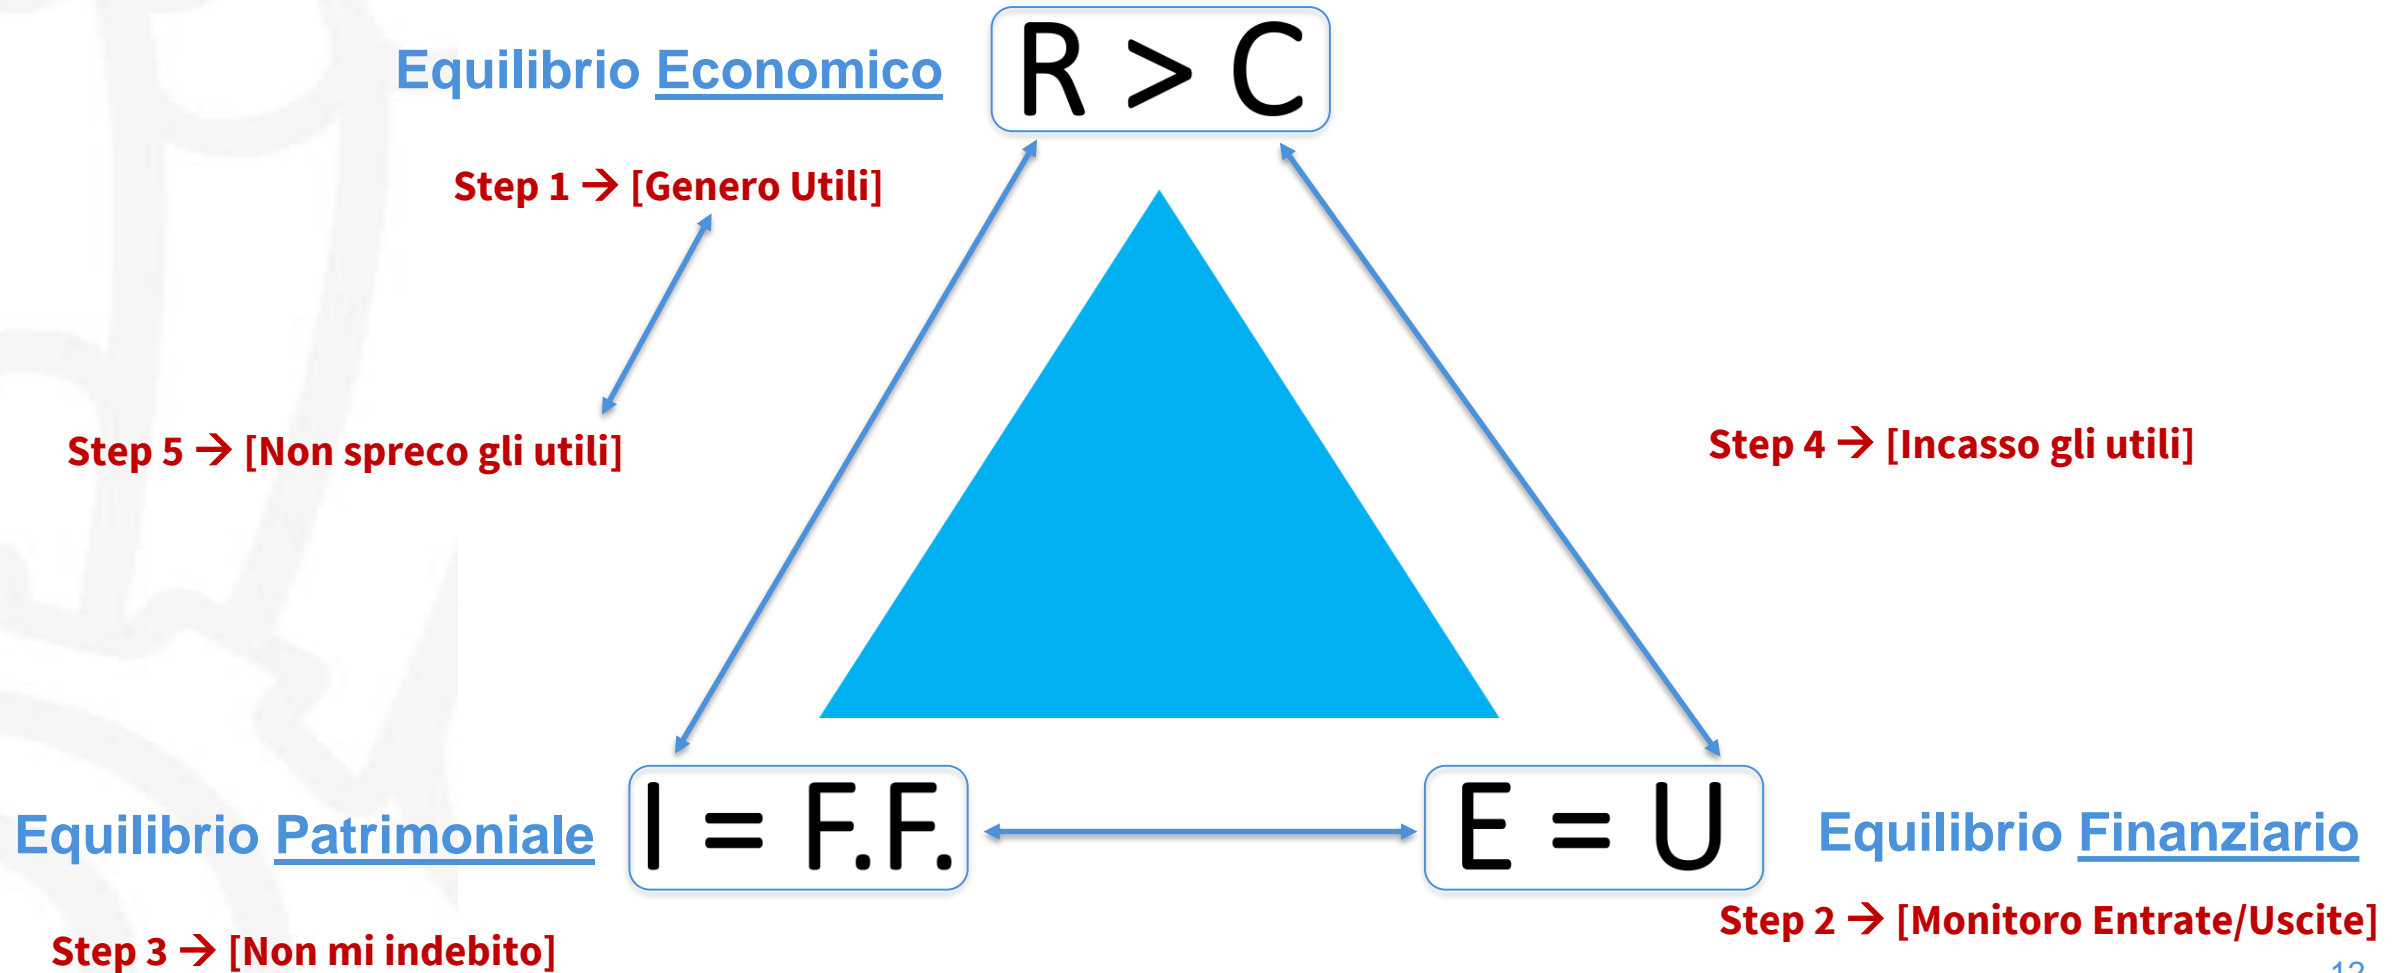 R > C
Equilibrio Economico
Step 1 → [Genero Utili]
Step 5 → [Non spreco gli utili]
Step 4 → [Incasso gli utili]
I = F.F.
E = U
Equilibrio Patrimoniale
Equilibrio Finanziario
Step 2 → [Monitoro Entrate/Uscite]
Step 3 → [Non mi indebito]